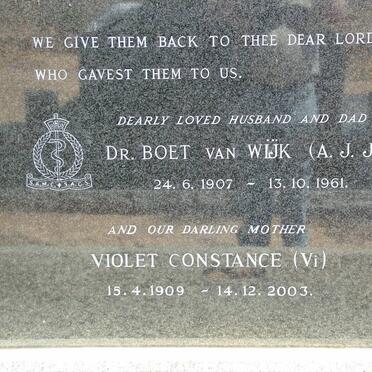 WE GIVE THEM BACK TO THEE DEAR LORD
WHO GAVEST THEM TO US.
DEARLY LOVED HUSBAND AND DAD
DR. BOET VAN WIJK (A. J. J
24. 6. 1907 – 13. 10. 1961.
S.A.M.C. S.A.G.S.
AND OUR DARLING MOTHER
VIOLET CONSTANCE (VI)
15. 4. 1909 – 14. 12. 2003.